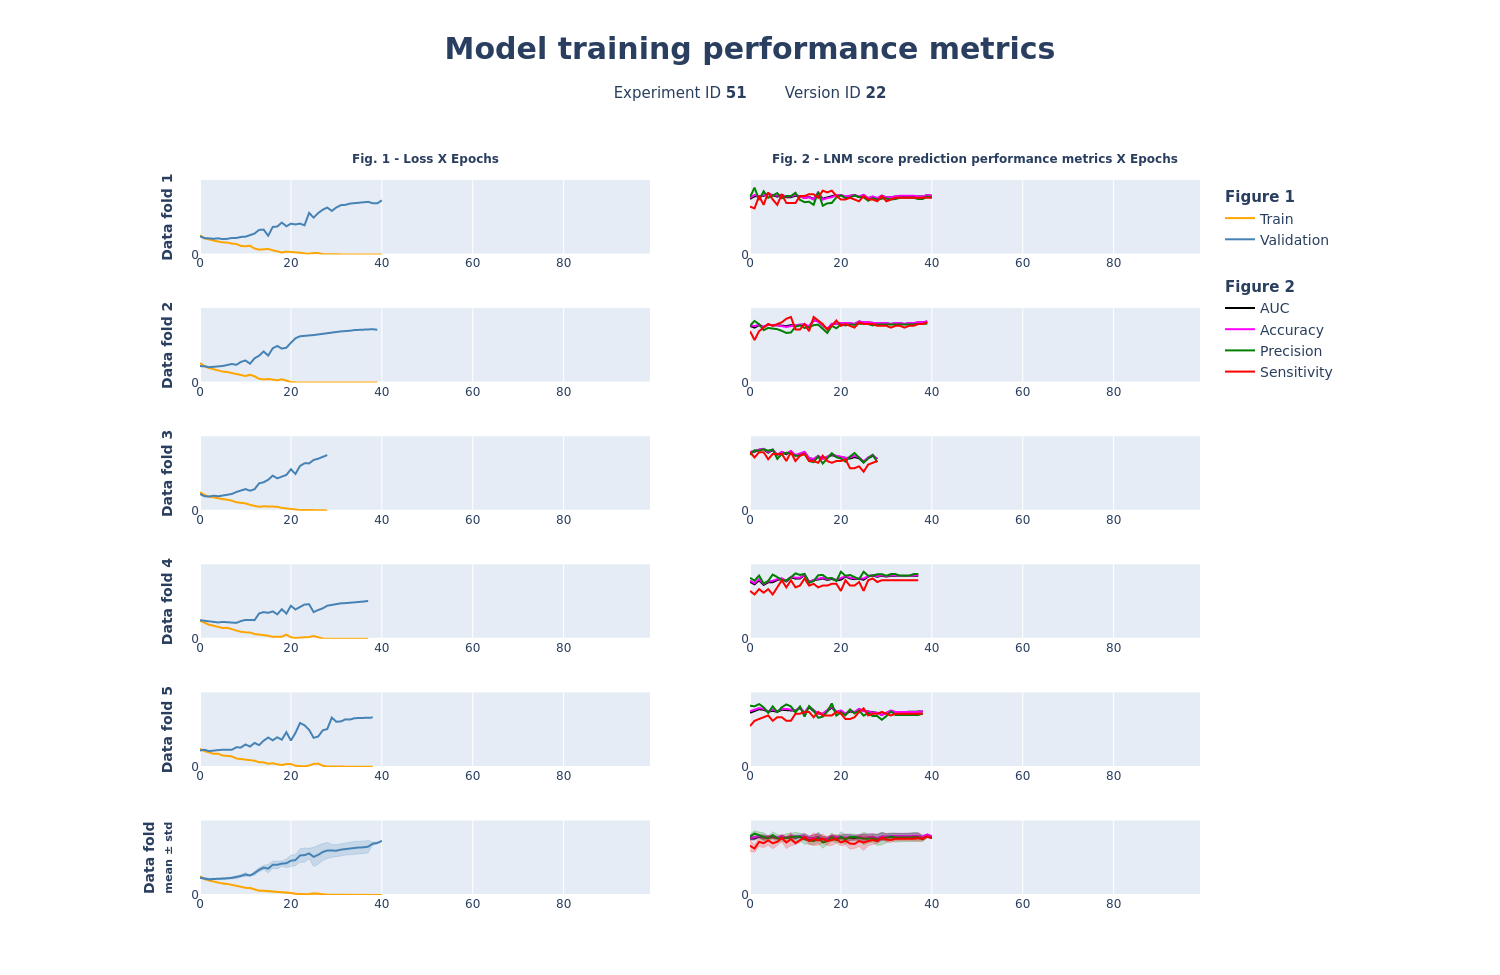 Model training performance metrics
Experiment ID 51 Version ID 22
Fig. 1 - Loss X Epochs
Fig. 2 - LNM score prediction performance metrics X Epochs
Data fold 1
0
0 20 40 60 80
0
0 20 40 60 80
Data fold 2
0
0 20 40 60 80
0
0 20 40 60 80
Data fold 3
0
0 20 40 60 80
0
0 20 40 60 80
Data fold 4
0
0 20 40 60 80
0
0 20 40 60 80
Data fold 5
0
0 20 40 60 80
0
0 20 40 60 80
Data fold
mean ± std
0
0 20 40 60 80
0
0 20 40 60 80
Figure 1
Train
Validation
Figure 2
AUC
Accuracy
Precision
Sensitivity